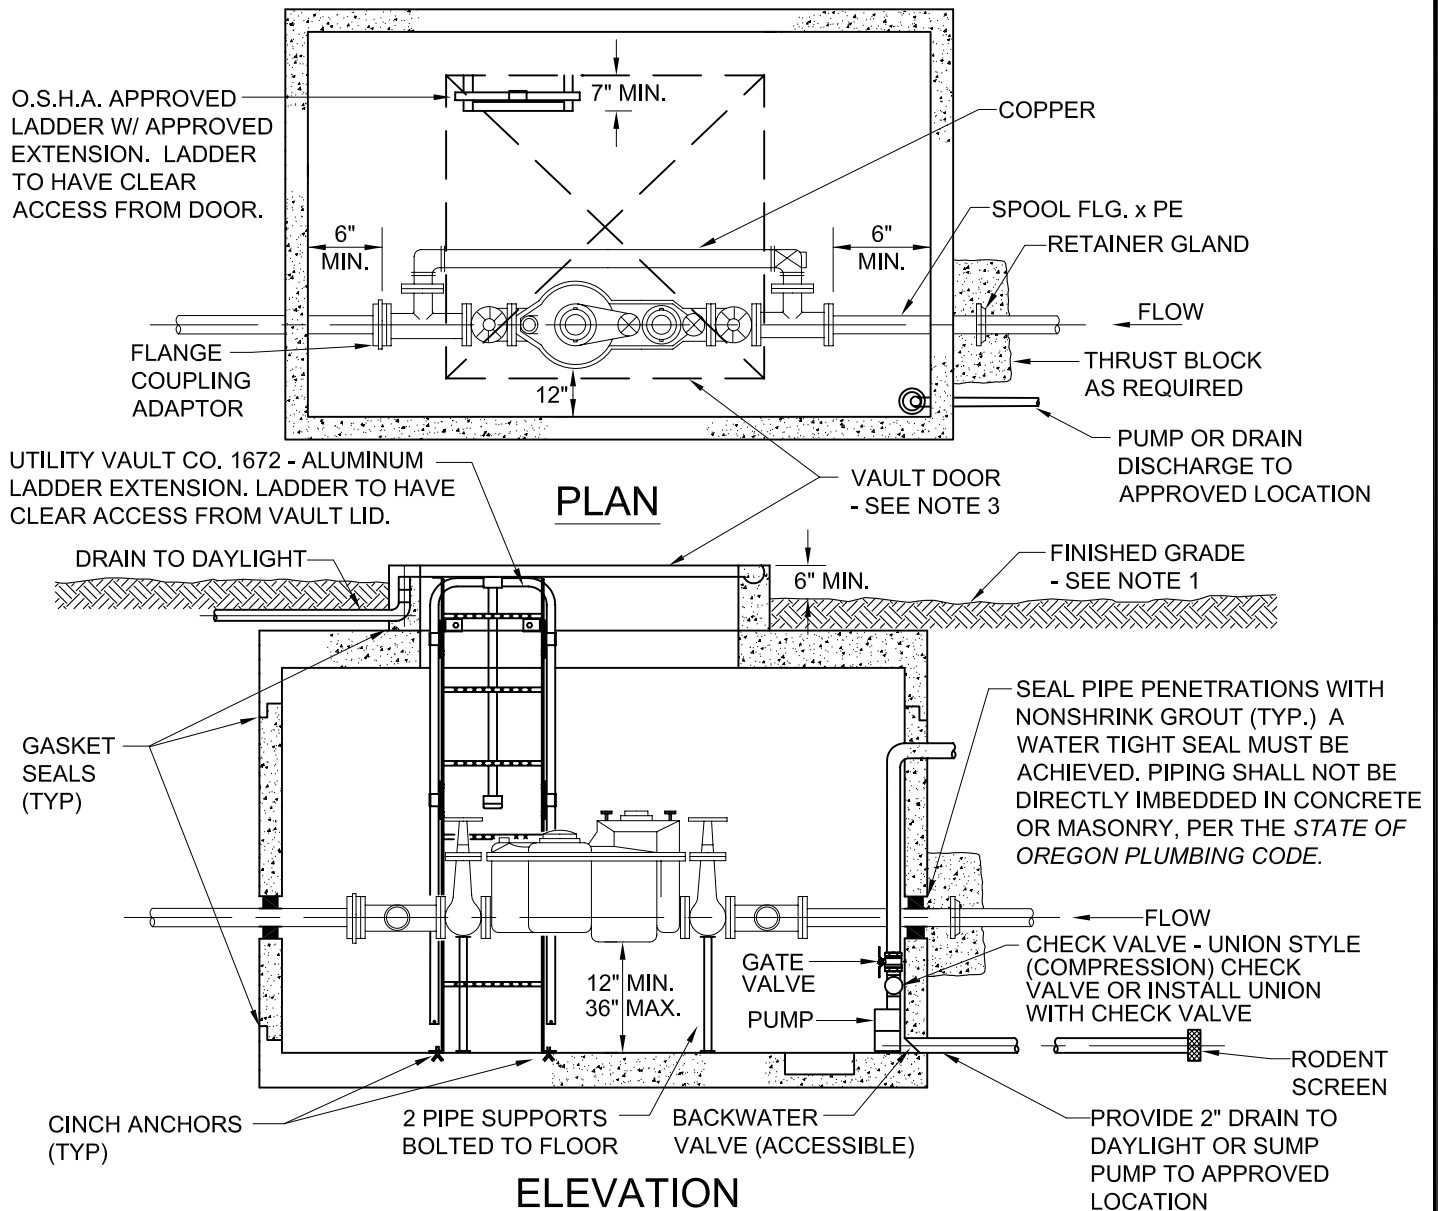 O.S.H.A. APPROVED
LADDER W/ APPROVED
EXTENSION. LADDER
TO HAVE CLEAR
ACCESS FROM DOOR.
7" MIN.
COPPER
SPOOL FLG. x PE
RETAINER GLAND
6"
MIN.
6"
MIN.
FLOW
FLANGE
COUPLING
ADAPTOR
THRUST BLOCK
AS REQUIRED
12"
PUMP OR DRAIN
DISCHARGE TO
APPROVED LOCATION
UTILITY VAULT CO. 1672 - ALUMINUM
LADDER EXTENSION. LADDER TO HAVE
CLEAR ACCESS FROM VAULT LID.
PLAN
VAULT DOOR
- SEE NOTE 3
DRAIN TO DAYLIGHT
6" MIN.
FINISHED GRADE
- SEE NOTE 1
GASKET
SEALS
(TYP)
SEAL PIPE PENETRATIONS WITH
NONSHRINK GROUT (TYP.) A
WATER TIGHT SEAL MUST BE
ACHIEVED. PIPING SHALL NOT BE
DIRECTLY IMBEDDED IN CONCRETE
OR MASONRY, PER THE STATE OF
OREGON PLUMBING CODE.
FLOW
GATE
VALVE
CHECK VALVE - UNION STYLE
(COMPRESSION) CHECK
VALVE OR INSTALL UNION
WITH CHECK VALVE
12" MIN.
36" MAX.
PUMP
RODENT
SCREEN
CINCH ANCHORS
(TYP)
2 PIPE SUPPORTS
BOLTED TO FLOOR
BACKWATER
VALVE (ACCESSIBLE)
PROVIDE 2" DRAIN TO
DAYLIGHT OR SUMP
PUMP TO APPROVED
LOCATION
ELEVATION